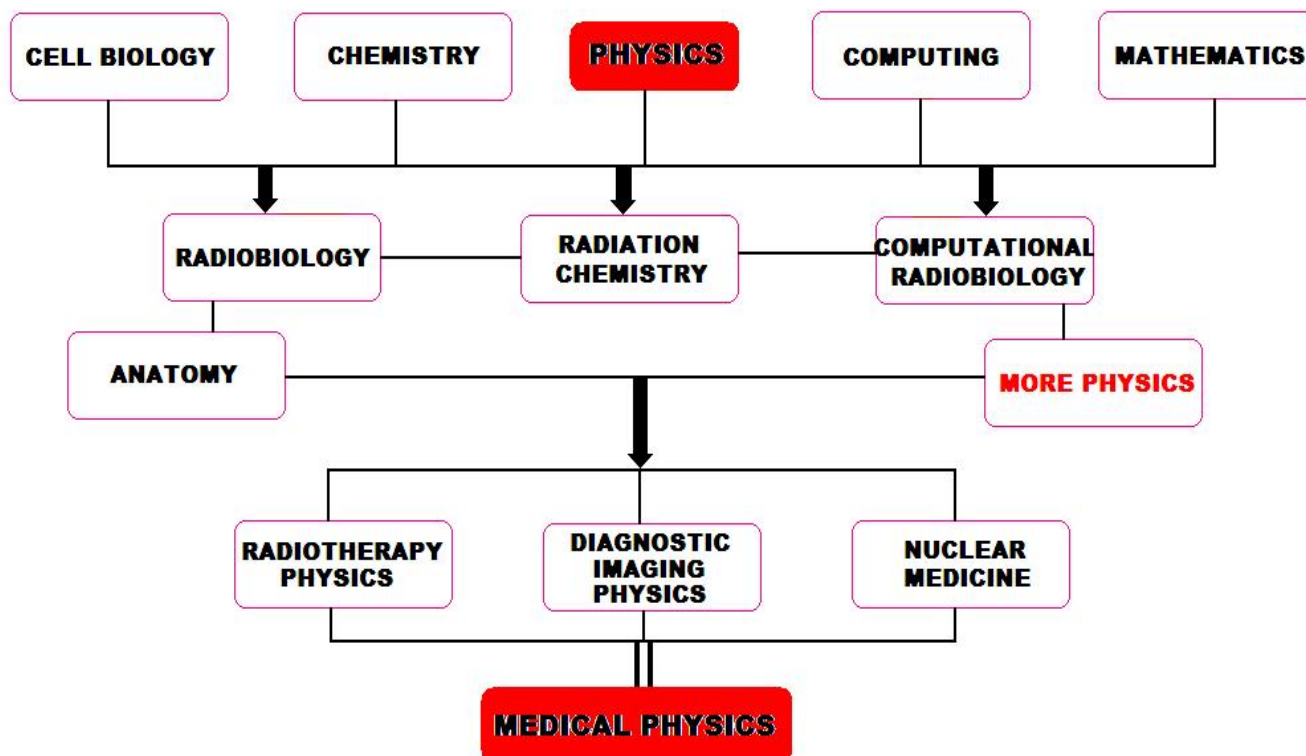 CELL BIOLOGY
CHEMISTRY
PHYSICS
COMPUTING
MATHEMATICS
RADIOBIOLOGY
RADIATION
CHEMISTRY
COMPUTATIONAL
RADIOBIOLOGY
ANATOMY
MORE PHYSICS
RADIOTHERAPY
PHYSICS
DIAGNOSTIC
IMAGING
PHYSICS
NUCLEAR
MEDICINE
MEDICAL PHYSICS